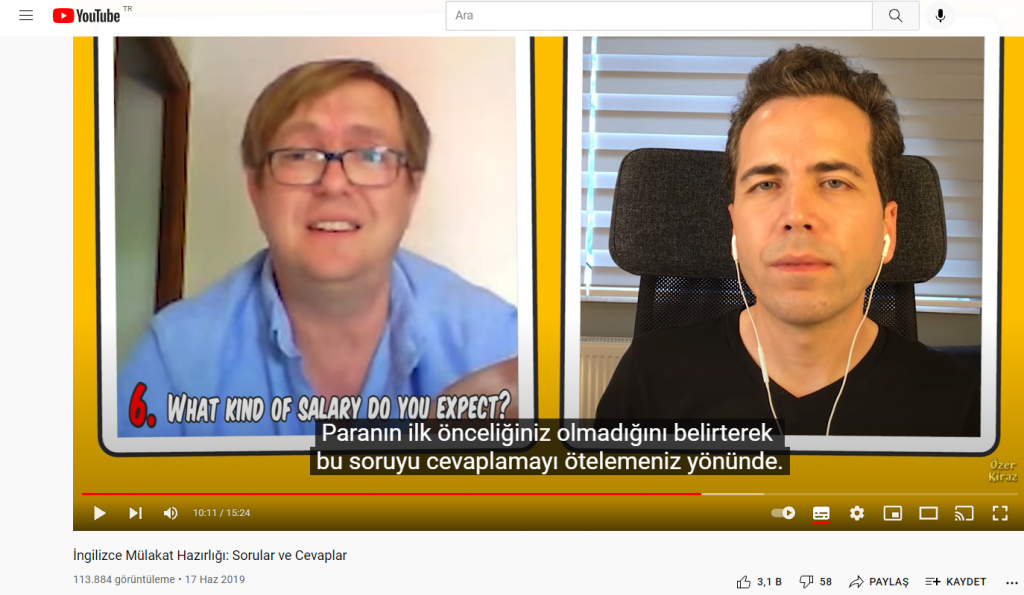 YouTube TR
Ara
6. WHAT KIND OF SALARY DO YOU EXPECT?
Paranın ilk önceliğiniz olmadığını belirterek
bu soruyu cevaplamayı ötelemeniz yönünde.
Özer
Kiraz
10:11 / 15:24
İngilizce Mülakat Hazırlığı: Sorular ve Cevaplar
113.884 görüntüleme • 17 Haz 2019
3,1 B 58 PAYLAŞ KAYDET